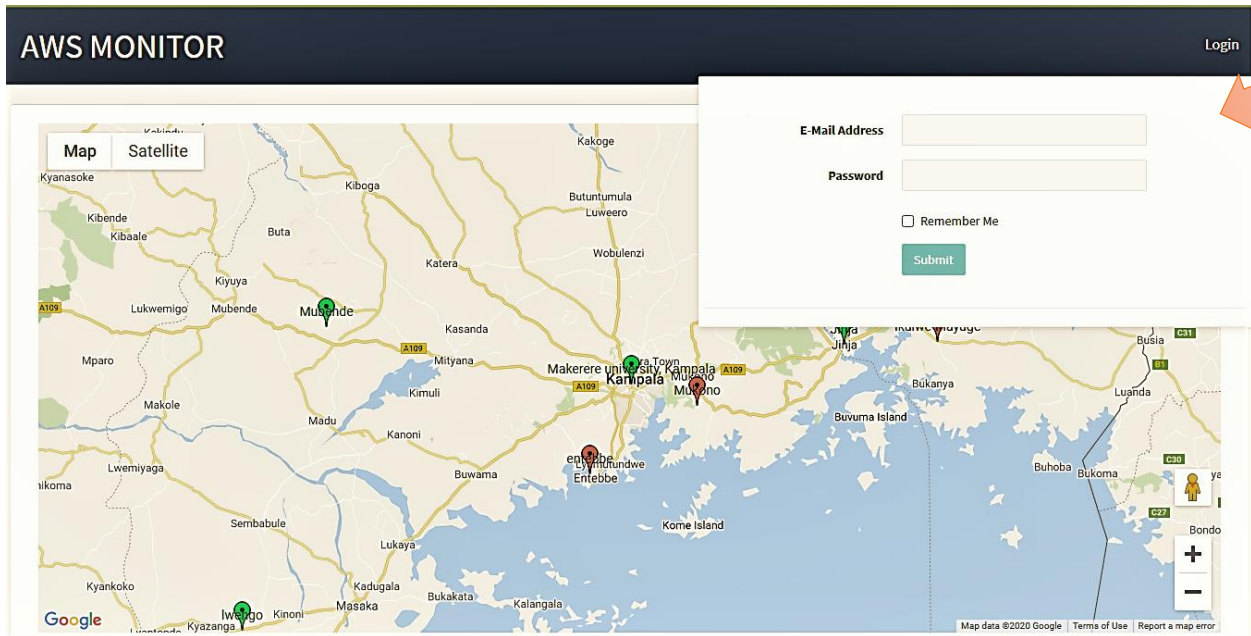 AWS MONITOR
Login
E-Mail Address
Password
Remember Me
Submit
Map Satellite
Kakoge
Kyanasoke
Kiboga
Butuntumula
Luweero
Kibende
Kibaale
Buta
Wobulenzi
Katera
Kiyuya
A109
Lukwemigo
Mubende
Mubende
Kasanda
Jinja
Busia
C31
A109
Mparo
Mityana
Makerere university, Kampala
A109
B1
A109
Kampala
Mukono
Mukono
Bukanya
Kimuli
Luanda
Makole
Madu
Buvuma Island
Kanoni
Lwemiyaga
entebbe
Entebbe
Buwama
Buhoba
Bukoma
C30
Sembabule
Kome Island
C27
Bondo
Lukaya
Kyankoko
Kadugala
Bukakata
Kalangala
Masaka
lwengo
Kinoni
Kyazanga
Google
Map data ©2020 Google
Terms of Use
Report a map error